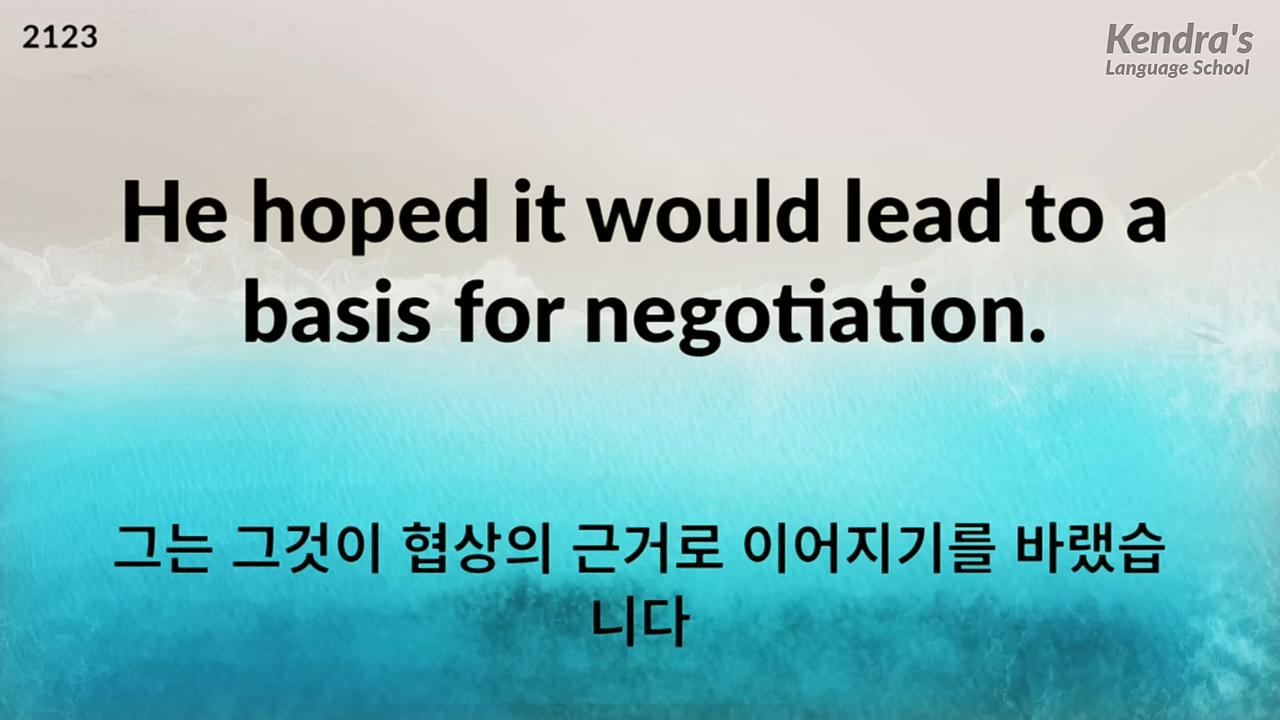 2123
Kendra's
Language School
He hoped it would lead to a
basis for negotiation.
그는 그것이 협상의 근거로 이어지기를 바랬습
니다